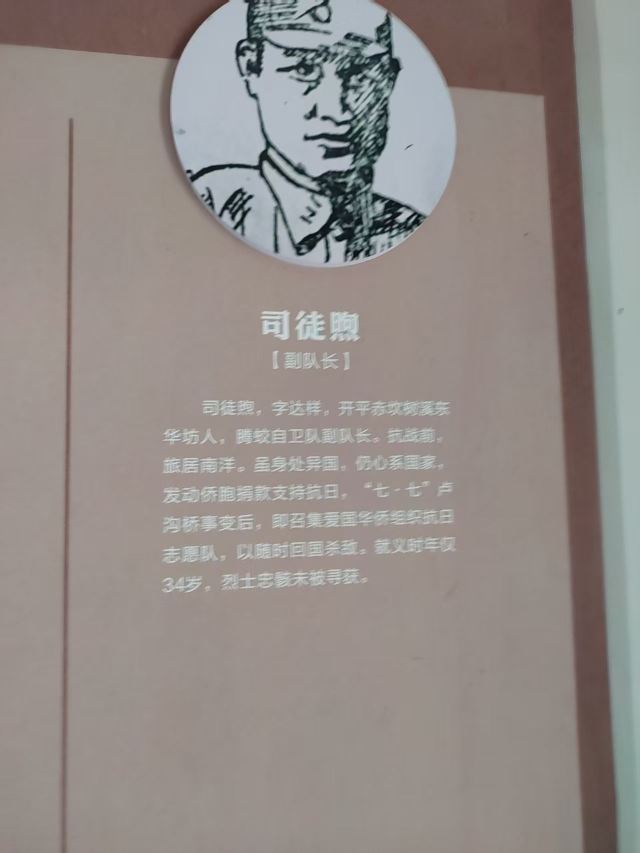 司徒煦
【副队长】
司徒煦，字达样，开平赤坎树溪东
华坊人，腾蛟自卫队副队长。抗战前，
旅居南洋。虽身处异国，仍心系国家，
发动侨胞捐款支持抗日，“七·七”卢
沟桥事变后，即召集爱国华侨组织抗日
志愿队，以随时回国杀敌。就义时年仅
34岁，烈士忠骸未被寻获。